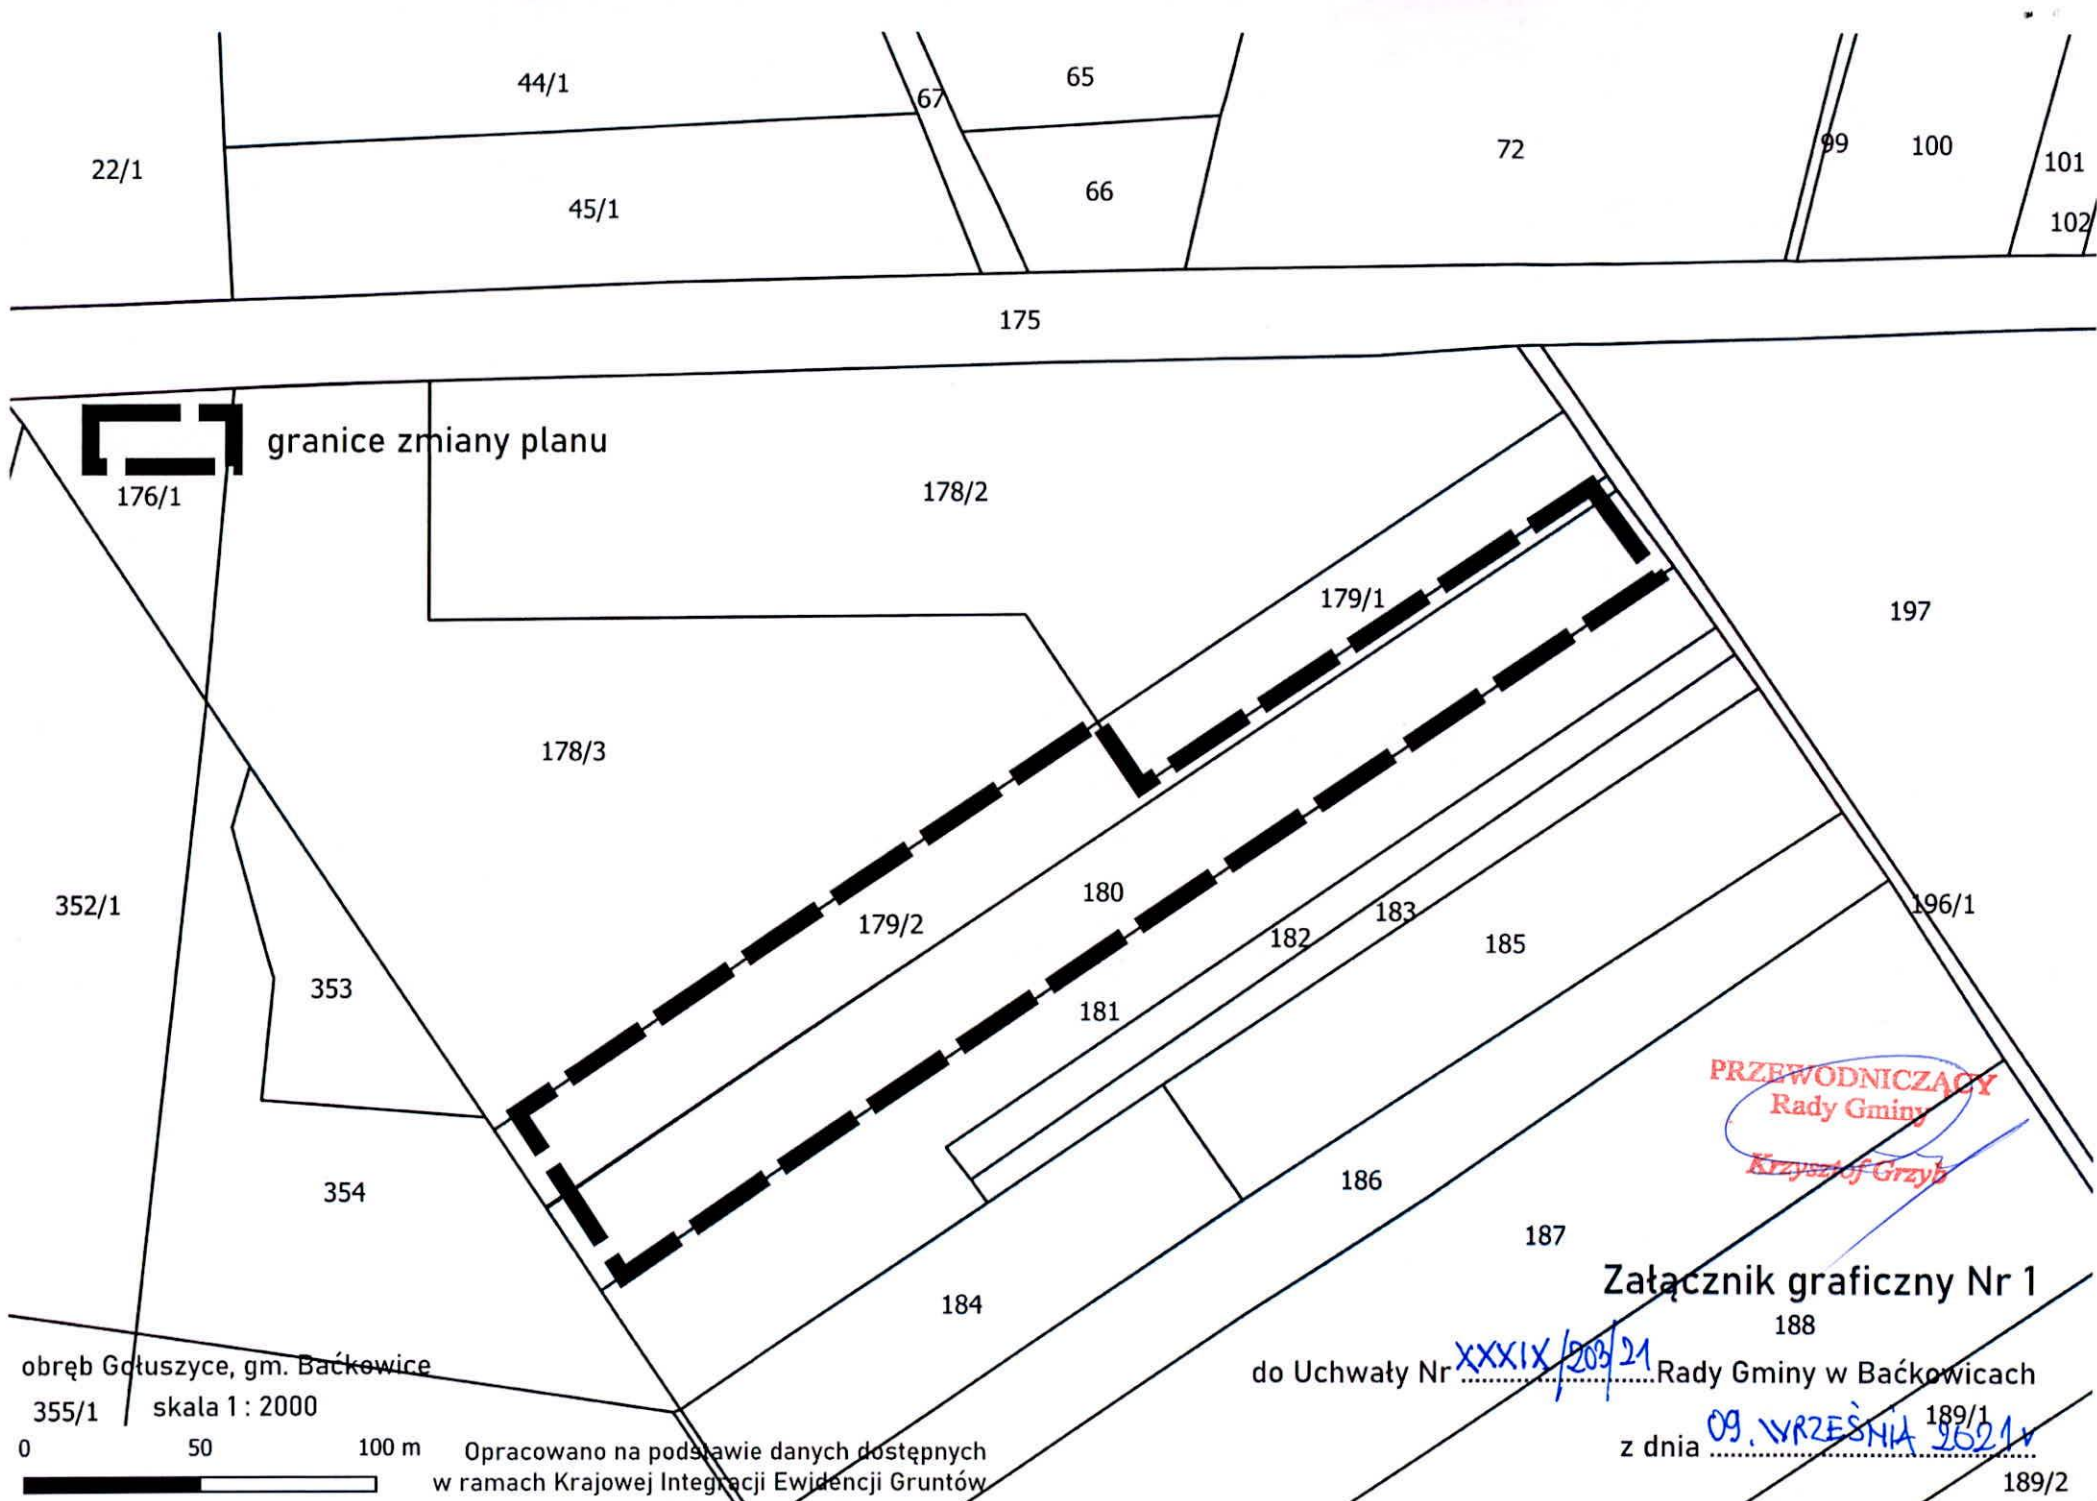 44/1
67
65
22/1
45/1
66
72
99
100
101
102
175
granice zmiany planu
176/1
178/2
179/1
197
178/3
352/1
179/2
180
182
183
185
196/1
353
181
354
186
187
184
PRZEWODNICZĄCY
Rady Gminy
Krzysztof Grzyb
Załącznik graficzny Nr 1
188
do Uchwały Nr XXXIX/203/21 Rady Gminy w Baćkowicach
189/1
z dnia 09. WRZEŚNIA 2021 r
189/2
obręb Gołuszyce, gm. Baćkowice
355/1
skala 1 : 2000
0 50 100 m
Opracowano na podstawie danych dostępnych
w ramach Krajowej Integracji Ewidencji Gruntów